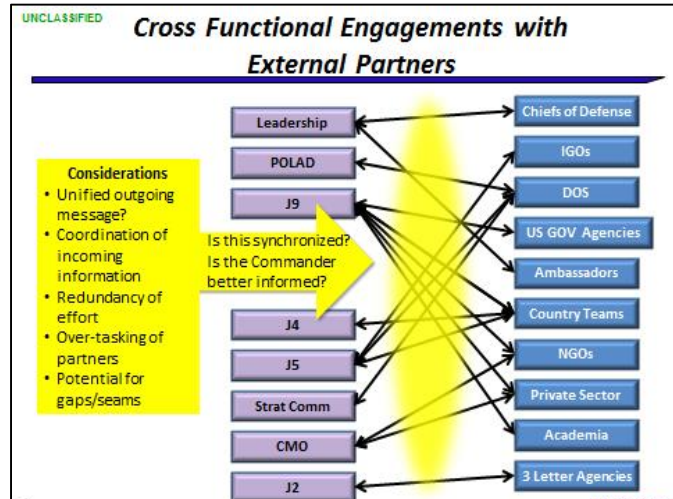 UNCLASSIFIED
Cross Functional Engagements with
External Partners
Considerations
• Unified outgoing
message?
• Coordination of
incoming
information
• Redundancy of
effort
• Over-tasking of
partners
• Potential for
gaps/seams
Is this synchronized?
Is the Commander
better informed?
Leadership
POLAD
J9
J4
J5
Strat Comm
CMO
J2
Chiefs of Defense
IGOs
DOS
US GOV Agencies
Ambassadors
Country Teams
NGOs
Private Sector
Academia
3 Letter Agencies